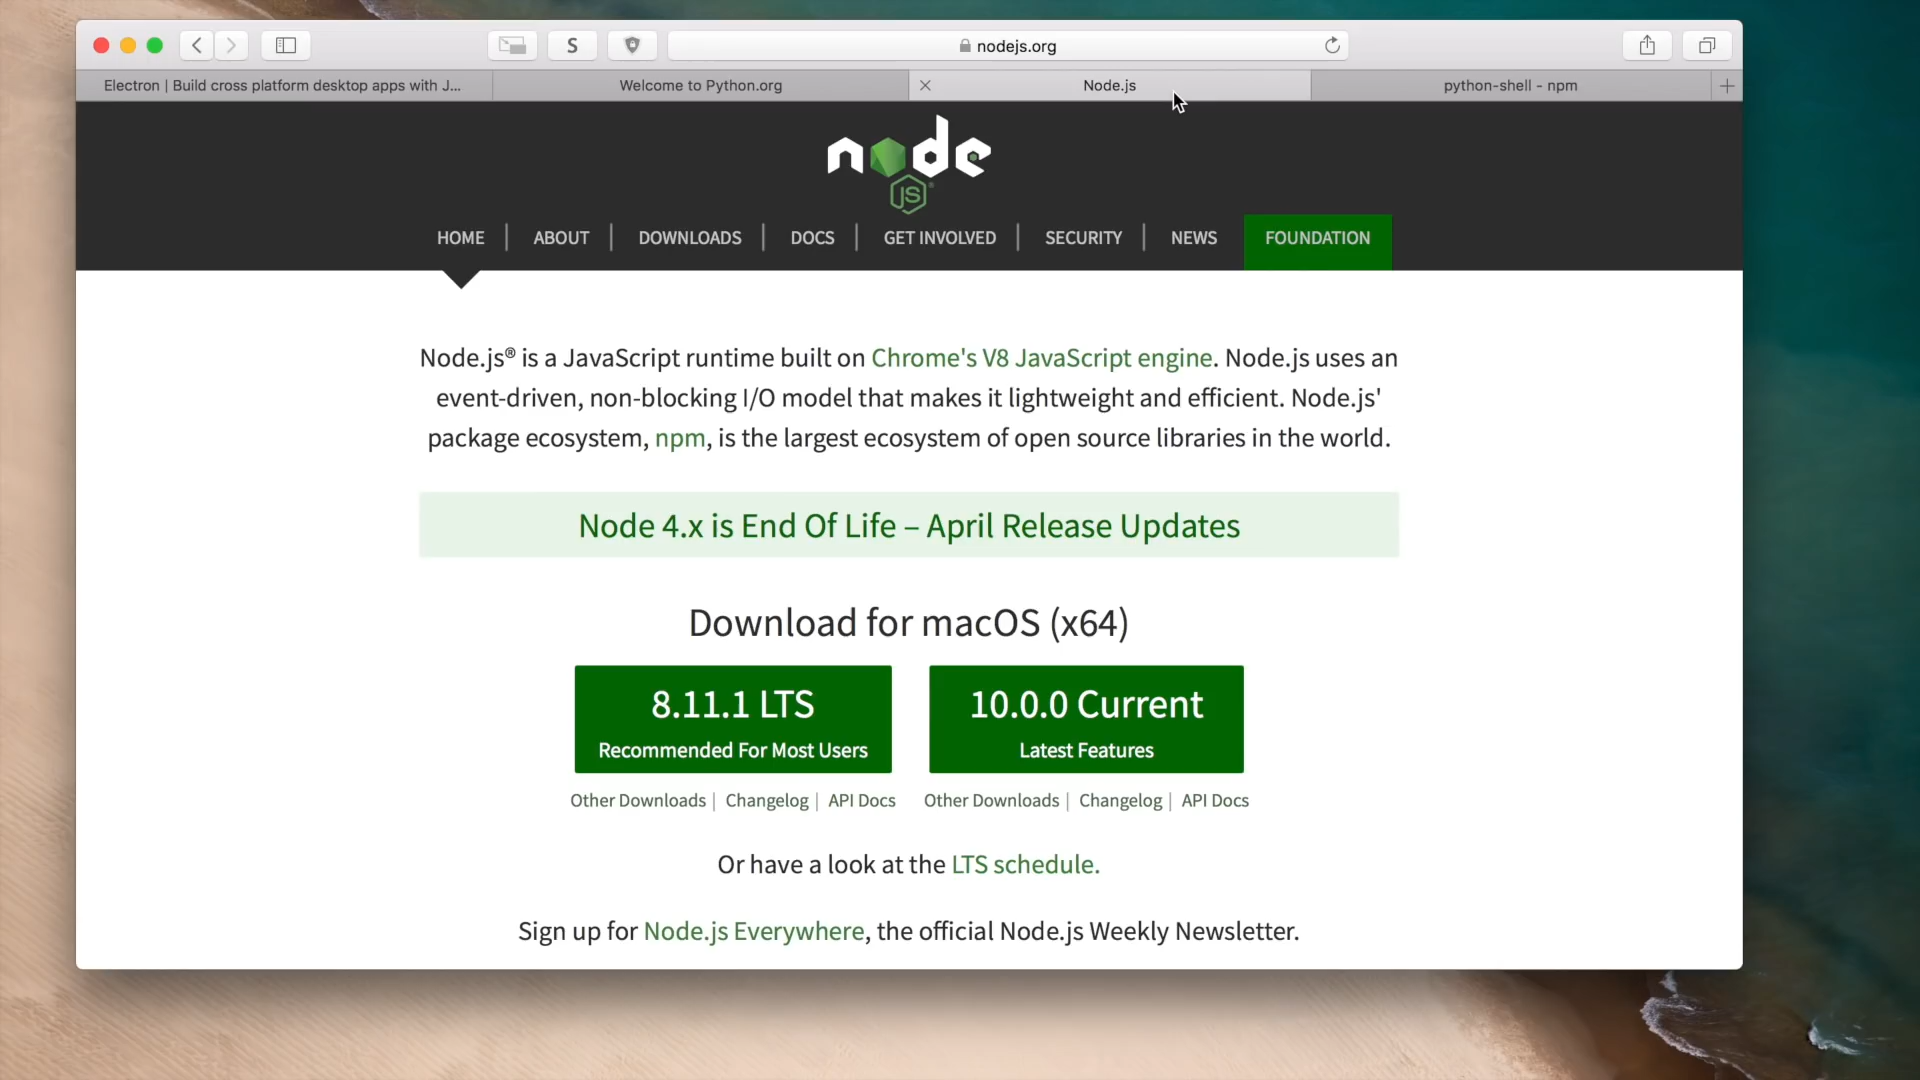 S
nodejs.org
Electron | Build cross platform desktop apps with J...
Welcome to Python.org
Node.js
python-shell - npm
node
JS
HOME | ABOUT | DOWNLOADS | DOCS | GET INVOLVED | SECURITY | NEWS FOUNDATION
Node.js® is a JavaScript runtime built on Chrome's V8 JavaScript engine. Node.js uses an
event-driven, non-blocking I/O model that makes it lightweight and efficient. Node.js'
package ecosystem, npm, is the largest ecosystem of open source libraries in the world.
Node 4.x is End Of Life – April Release Updates
Download for macOS (x64)
8.11.1 LTS
Recommended For Most Users
10.0.0 Current
Latest Features
Other Downloads | Changelog | API Docs
Other Downloads | Changelog | API Docs
Or have a look at the LTS schedule.
Sign up for Node.js Everywhere, the official Node.js Weekly Newsletter.